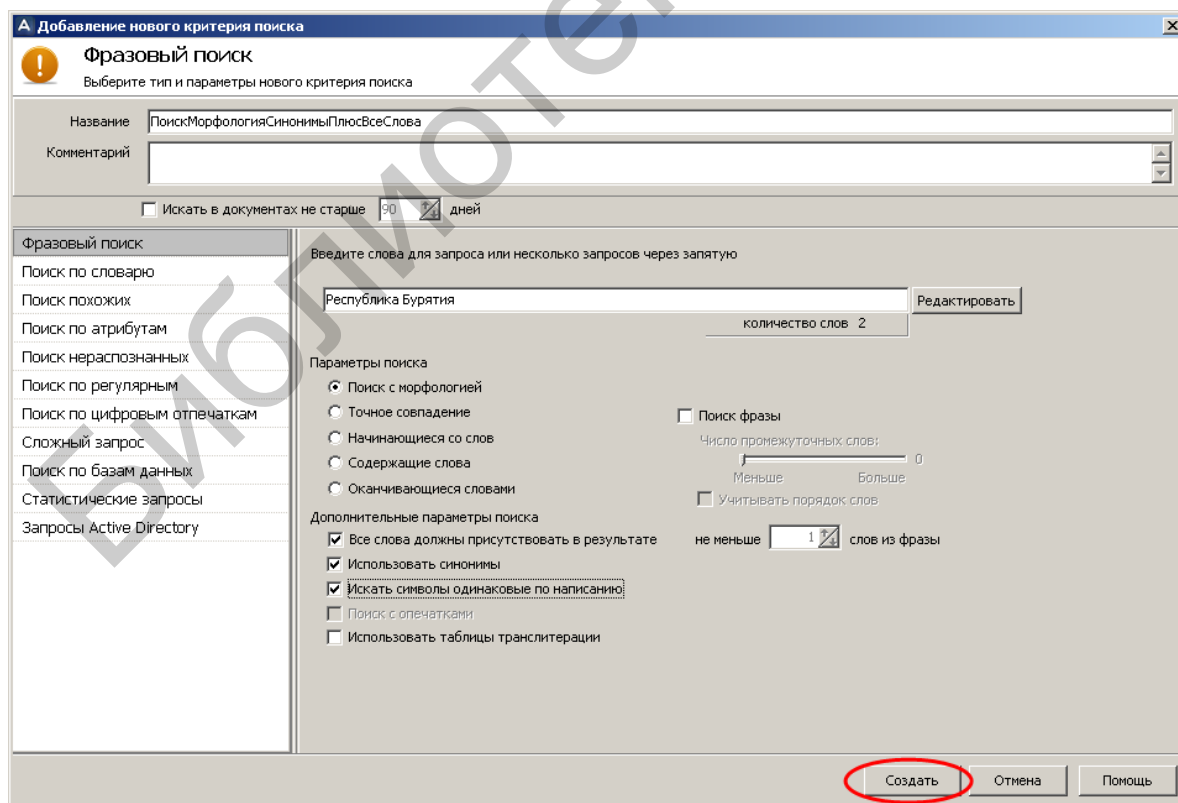 Добавление нового критерия поиска
Фразовый поиск
Выберите тип и параметры нового критерия поиска
Название ПоискМорфологияСинонимыПлюсВсеСлова
Комментарий
Искать в документах не старше 90 дней
Фразовый поиск
Поиск по словарю
Поиск похожих
Поиск по атрибутам
Поиск нераспознанных
Поиск по регулярным
Поиск по цифровым отпечаткам
Сложный запрос
Поиск по базам данных
Статистические запросы
Запросы Active Directory
Введите слова для запроса или несколько запросов через запятую
Республика Бурятия Редактировать
количество слов 2
Параметры поиска
Поиск с морфологией
Точное совпадение
Начинающиеся со слов
Содержащие слова
Оканчивающиеся словами
Поиск фразы
Число промежуточных слов:
0
Меньше Больше
Учитывать порядок слов
Дополнительные параметры поиска
Все слова должны присутствовать в результате не меньше 1 слов из фразы
Использовать синонимы
Искать символы одинаковые по написанию
Поиск с опечатками
Использовать таблицы транслитерации
Создать Отмена Помощь